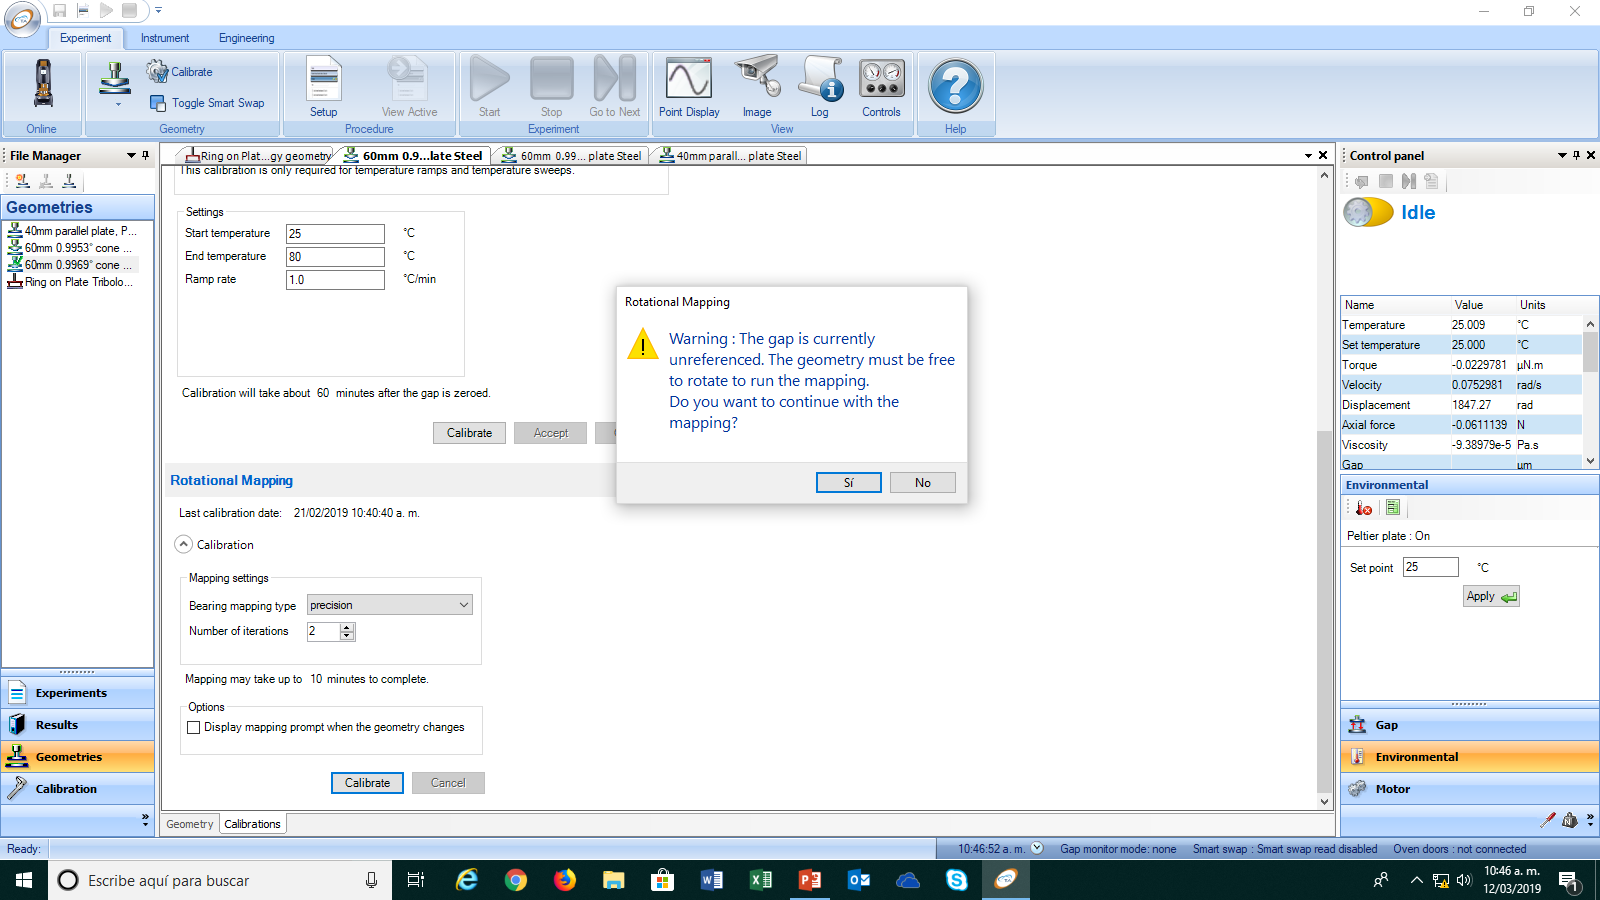 Experiment
Instrument
Engineering
Calibrate
Toggle Smart Swap
Setup
View Active
Start
Stop
Go to Next
Point Display
Image
Log
Controls
Online
Geometry
Procedure
Experiment
View
Help
File Manager
Geometries
40mm parallel plate, P...
60mm 0.9953° cone ...
60mm 0.9969° cone ...
Ring on Plate Tribolo...
Experiments
Results
Geometries
Calibration
Ring on Plat...gy geometry
60mm 0.9...late Steel
60mm 0.99... plate Steel
40mm parall... plate Steel
This calibration is only required for temperature ramps and temperature sweeps.
Settings
Start temperature 25 °C
End temperature 80 °C
Ramp rate 1.0 °C/min
Calibration will take about 60 minutes after the gap is zeroed.
Calibrate
Accept
Rotational Mapping
Last calibration date: 21/02/2019 10:40:40 a. m.
Calibration
Mapping settings
Bearing mapping type precision
Number of iterations 2
Mapping may take up to 10 minutes to complete.
Options
Display mapping prompt when the geometry changes
Calibrate
Cancel
Geometry
Calibrations
Rotational Mapping
Warning : The gap is currently
unreferenced. The geometry must be free
to rotate to run the mapping.
Do you want to continue with the
mapping?
Sí
No
Control panel
Idle
Name Value Units
Temperature 25.009 °C
Set temperature 25.000 °C
Torque -0.0229781 µN.m
Velocity 0.0752981 rad/s
Displacement 1847.27 rad
Axial force -0.0611139 N
Viscosity -9.38979e-5 Pa.s
Gap µm
Environmental
Peltier plate : On
Set point 25 °C
Apply
Gap
Environmental
Motor
Ready:
10:46:52 a. m.
Gap monitor mode: none
Smart swap : Smart swap read disabled
Oven doors : not connected
Escribe aquí para buscar
10:46 a. m.
12/03/2019
1